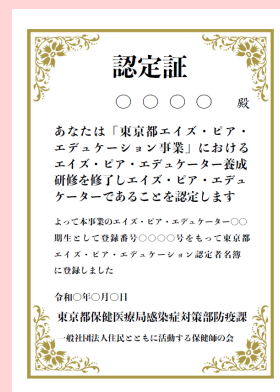 認定証
〇〇〇〇 殿
あなたは「東京都エイズ・ピア・
エデュケーション事業」における
エイズ・ピア・エデュケーター養成
研修を修了しエイズ・ピア・エデュ
ケーターであることを認定します
よって本事業のエイズ・ピア・エデュケーター〇〇
期生として登録番号〇〇〇〇号をもって東京都
エイズ・ピア・エデュケーション認定者名簿
に登録しました
令和〇年〇月〇日
東京都保健医療局感染症対策部防疫課
一般社団法人住民とともに活動する保健師の会